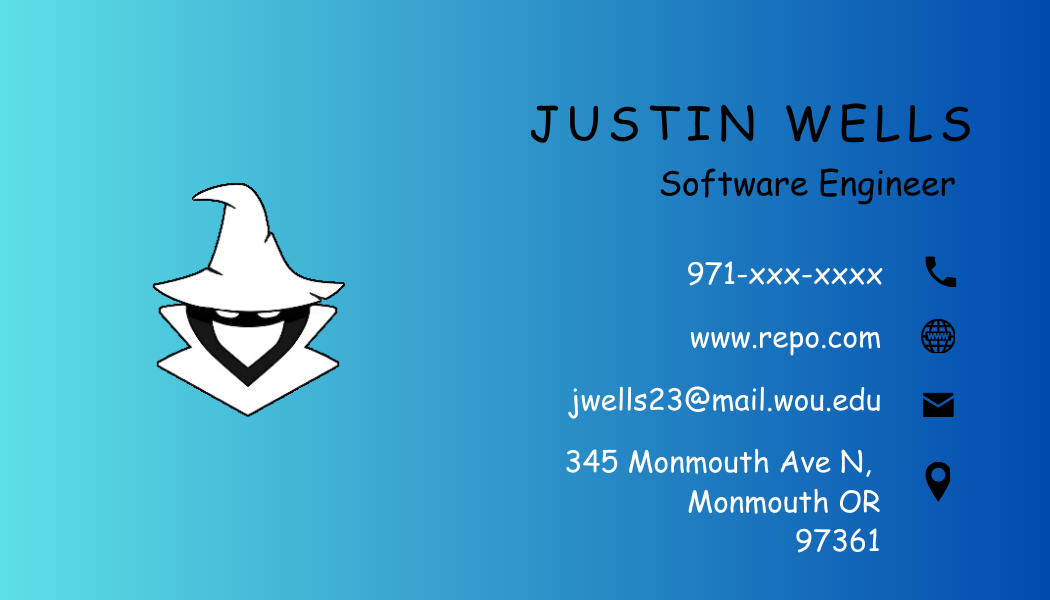 JUSTIN WELLS
Software Engineer
971-xxx-xxxx
www.repo.com
WWW
jwells23@mail.wou.edu
345 Monmouth Ave N,
Monmouth OR
97361